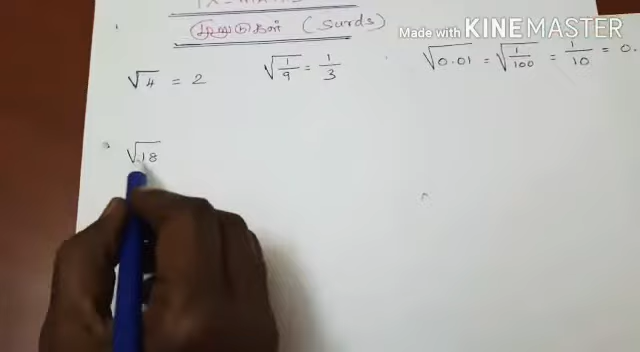 முறுடுகள் (Surds)
Made with KINEMASTER
√4 = 2
√(1/9) = 1/3
√0.01 = √(1/100) = 1/10 = 0.
√18